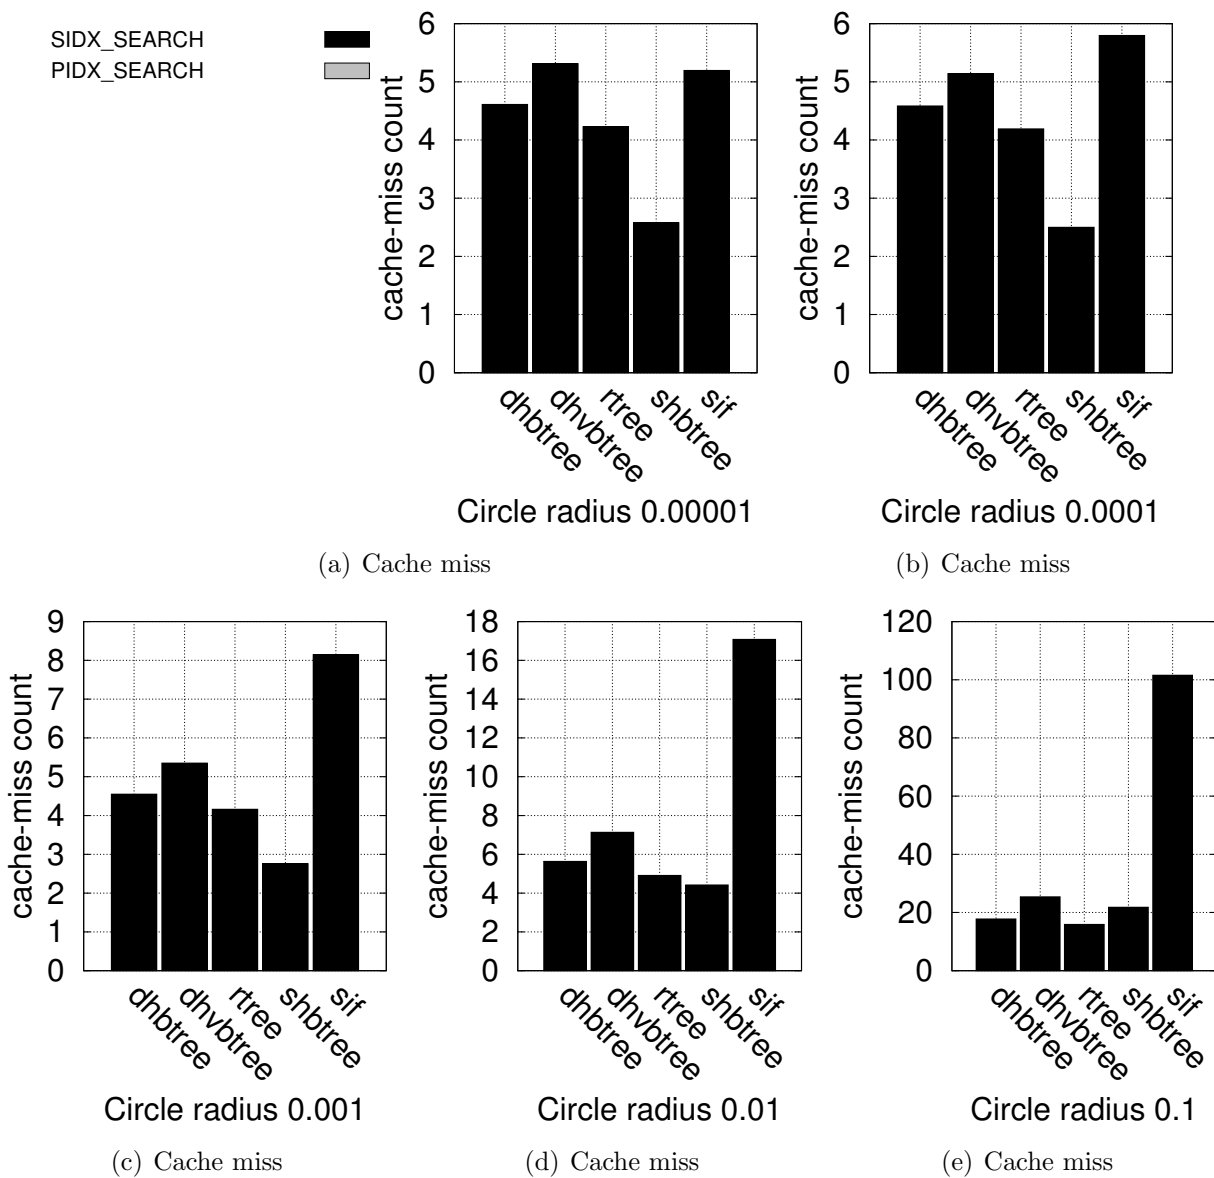 SIDX_SEARCH
PIDX_SEARCH
cache-miss count
6
5
4
3
2
1
0
dhbtree
dhvbtree
rtree
shbtree
sif
Circle radius 0.00001
(a) Cache miss
cache-miss count
6
5
4
3
2
1
0
dhbtree
dhvbtree
rtree
shbtree
sif
Circle radius 0.0001
(b) Cache miss
cache-miss count
9
8
7
6
5
4
3
2
1
0
dhbtree
dhvbtree
rtree
shbtree
sif
Circle radius 0.001
(c) Cache miss
cache-miss count
18
16
14
12
10
8
6
4
2
0
dhbtree
dhvbtree
rtree
shbtree
sif
Circle radius 0.01
(d) Cache miss
cache-miss count
120
100
80
60
40
20
0
dhbtree
dhvbtree
rtree
shbtree
sif
Circle radius 0.1
(e) Cache miss